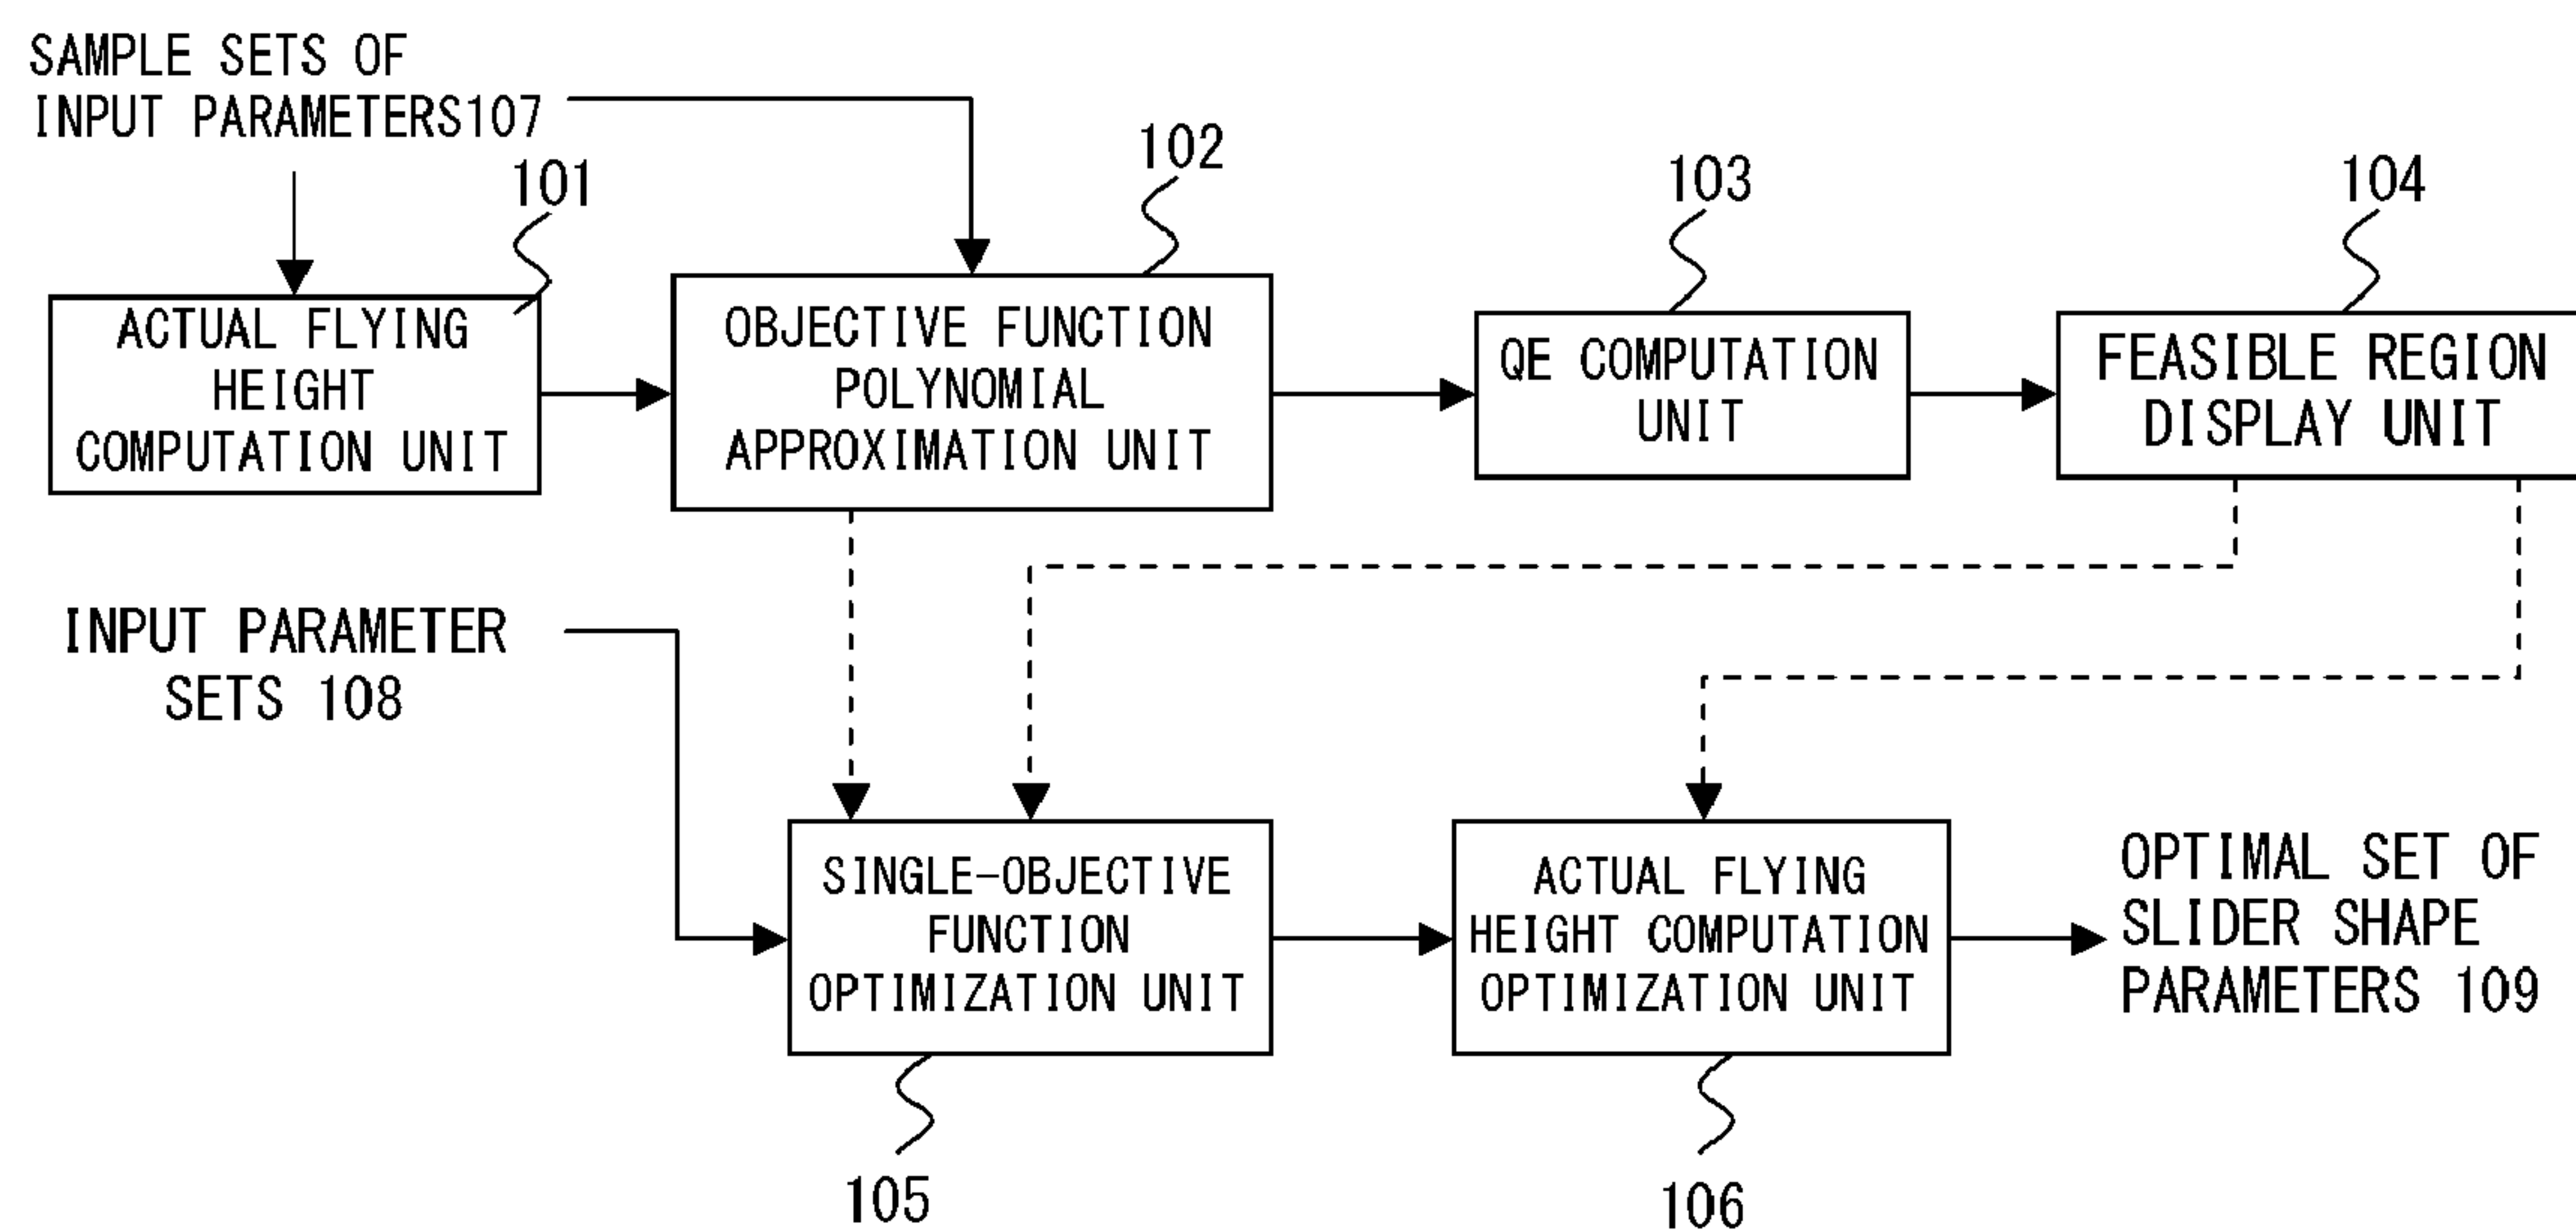 SAMPLE SETS OF
INPUT PARAMETERS107
101
102
103
104
ACTUAL FLYING
HEIGHT
COMPUTATION UNIT
OBJECTIVE FUNCTION
POLYNOMIAL
APPROXIMATION UNIT
QE COMPUTATION
UNIT
FEASIBLE REGION
DISPLAY UNIT
INPUT PARAMETER
SETS 108
SINGLE-OBJECTIVE
FUNCTION
OPTIMIZATION UNIT
ACTUAL FLYING
HEIGHT COMPUTATION
OPTIMIZATION UNIT
OPTIMAL SET OF
SLIDER SHAPE
PARAMETERS 109
105
106